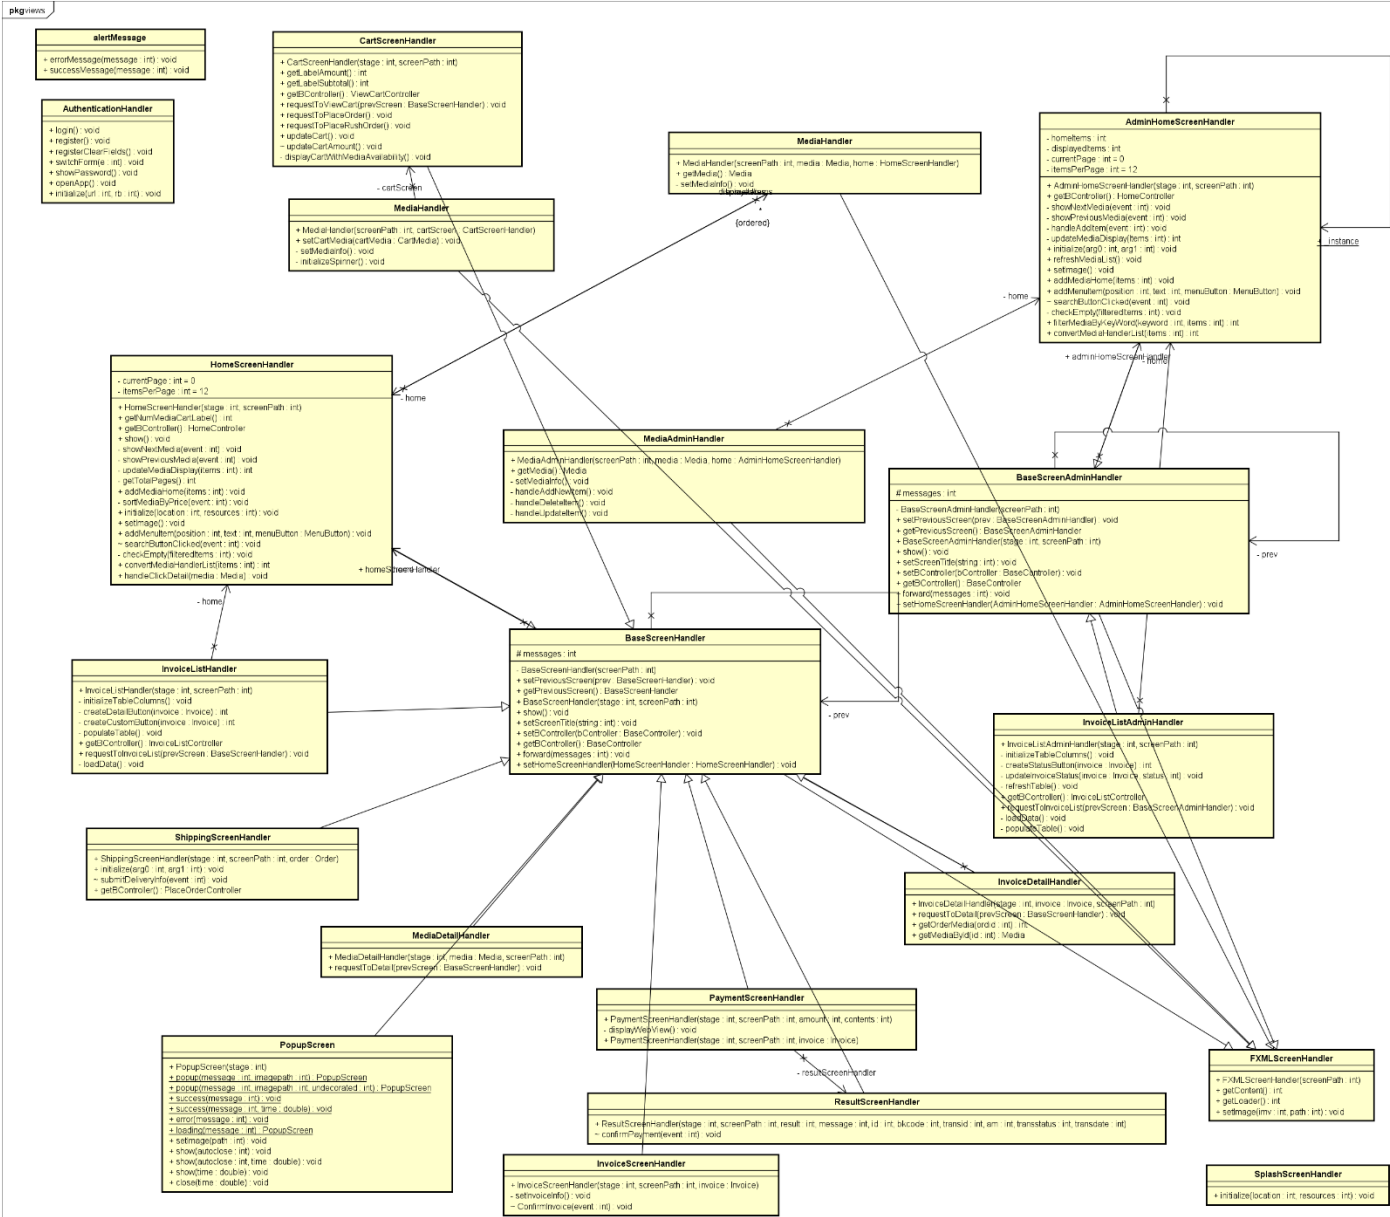 pkg views
alertMessage
+ errorMessage(message : int) : void
+ successMessage(message : int) : void
AuthenticationHandler
+ login() : void
+ register() : void
+ registerClearFields() : void
+ switchForm(e : int) : void
+ showPassword() : void
+ openApp() : void
+ initialize(url : int, rb : int) : void
CartScreenHandler
+ CartScreenHandler(stage : int, screenPath : int)
+ getLabelAmount() : int
+ getLabelSubtotal() : int
+ getBController() : ViewCartController
+ requestToViewCart(prevScreen : BaseScreenHandler) : void
+ requestToPlaceOrder() : void
+ requestToPlaceRushOrder() : void
+ updateCart() : void
~ updateCartAmount() : void
- displayCartWithMediaAvailability() : void
- cartScreen
MediaHandler
+ MediaHandler(screenPath : int, cartScreen : CartScreenHandler)
+ setCartMedia(cartMedia : CartMedia) : void
- setMediaInfo() : void
- initializeSpinner() : void
MediaHandler
+ MediaHandler(screenPath : int, media : Media, home : HomeScreenHandler)
+ getMedia() : Media
- setMediaInfo() : void
*
{ordered}
AdminHomeScreenHandler
- homeItems : int
- displayedItems : int
- currentPage : int = 0
- itemsPerPage : int = 12
+ AdminHomeScreenHandler(stage : int, screenPath : int)
+ getBController() : HomeController
- showNextMedia(event : int) : void
- showPreviousMedia(event : int) : void
- handleAddItem(event : int) : void
- updateMediaDisplay(items : int) : int
+ initialize(arg0 : int, arg1 : int) : void
+ refreshMediaList() : void
+ setImage() : void
+ addMediaHome(items : int) : void
+ addMenuItem(position : int, text : int, menuButton : MenuButton) : void
~ searchButtonClicked(event : int) : void
- checkEmpty(filteredItems : int) : void
+ filterMediaByKeyWord(keyword : int, items : int) : int
+ convertMediaHandlerList(items : int) : int
instance
- home
+ adminHomeScreenHandler
- home
HomeScreenHandler
- currentPage : int = 0
- itemsPerPage : int = 12
+ HomeScreenHandler(stage : int, screenPath : int)
+ getNumMediaCartLabel() : int
+ getBController() : HomeController
+ show() : void
- showNextMedia(event : int) : void
- showPreviousMedia(event : int) : void
- updateMediaDisplay(items : int) : int
- getTotalPages() : int
+ addMediaHome(items : int) : void
- sortMediaByPrice(event : int) : void
+ initialize(location : int, resources : int) : void
+ setImage() : void
+ addMenuItem(position : int, text : int, menuButton : MenuButton) : void
~ searchButtonClicked(event : int) : void
- checkEmpty(filteredItems : int) : void
+ convertMediaHandlerList(items : int) : int
+ handleClickDetail(media : Media) : void
- home
+ homeScreenHandler
- home
MediaAdminHandler
+ MediaAdminHandler(screenPath : int, media : Media, home : AdminHomeScreenHandler)
+ getMedia() : Media
- setMediaInfo() : void
- handleAddNewItem() : void
- handleDeleteItem() : void
- handleUpdateItem() : void
BaseScreenAdminHandler
# messages : int
- BaseScreenAdminHandler(screenPath : int)
+ setPreviousScreen(prev : BaseScreenAdminHandler) : void
+ getPreviousScreen() : BaseScreenAdminHandler
+ BaseScreenAdminHandler(stage : int, screenPath : int)
+ show() : void
+ setScreenTitle(string : int) : void
+ setBController(bController : BaseController) : void
+ getBController() : BaseController
+ forward(messages : int) : void
+ setHomeScreenHandler(AdminHomeScreenHandler : AdminHomeScreenHandler) : void
- prev
BaseScreenHandler
# messages : int
- BaseScreenHandler(screenPath : int)
+ setPreviousScreen(prev : BaseScreenHandler) : void
+ getPreviousScreen() : BaseScreenHandler
+ BaseScreenHandler(stage : int, screenPath : int)
+ show() : void
+ setScreenTitle(string : int) : void
+ setBController(bController : BaseController) : void
+ getBController() : BaseController
+ forward(messages : int) : void
+ setHomeScreenHandler(HomeScreenHandler : HomeScreenHandler) : void
- prev
InvoiceListHandler
+ InvoiceListHandler(stage : int, screenPath : int)
- initializeTableColumns() : void
- createDetailButton(invoice : Invoice) : int
- createCustomButton(invoice : Invoice) : int
- populateTable() : void
+ getBController() : InvoiceListController
+ requestToInvoiceList(prevScreen : BaseScreenHandler) : void
- loadData() : void
InvoiceListAdminHandler
+ InvoiceListAdminHandler(stage : int, screenPath : int)
- initializeTableColumns() : void
- createStatusButton(invoice : Invoice) : int
- updateInvoiceStatus(invoice : Invoice, status : int) : void
- refreshTable() : void
+ getBController() : InvoiceListController
+ requestToInvoiceList(prevScreen : BaseScreenAdminHandler) : void
- loadData() : void
- populateTable() : void
ShippingScreenHandler
+ ShippingScreenHandler(stage : int, screenPath : int, order : Order)
+ initialize(arg0 : int, arg1 : int) : void
~ submitDeliveryInfo(event : int) : void
+ getBController() : PlaceOrderController
InvoiceDetailHandler
+ InvoiceDetailHandler(stage : int, invoice : Invoice, screenPath : int)
+ requestToDetail(prevScreen : BaseScreenHandler) : void
+ getOrderMedia(ordid : int) : int
+ getMediaById(id : int) : Media
MediaDetailHandler
+ MediaDetailHandler(stage : int, media : Media, screenPath : int)
+ requestToDetail(prevScreen : BaseScreenHandler) : void
PaymentScreenHandler
+ PaymentScreenHandler(stage : int, screenPath : int, amount : int, contents : int)
- displayWebView() : void
+ PaymentScreenHandler(stage : int, screenPath : int, invoice : Invoice)
- resultScreenHandler
PopupScreen
+ PopupScreen(stage : int)
+ popup(message : int, imagepath : int) : PopupScreen
+ popup(message : int, imagepath : int, undecorated : int) : PopupScreen
+ success(message : int) : void
+ success(message : int, time : double) : void
+ error(message : int) : void
+ loading(message : int) : PopupScreen
+ setImage(path : int) : void
+ show(autoclose : int) : void
+ show(autoclose : int, time : double) : void
+ show(time : double) : void
+ close(time : double) : void
FXMLScreenHandler
+ FXMLScreenHandler(screenPath : int)
+ getContent() : int
+ getLoader() : int
+ setImage(imv : int, path : int) : void
ResultScreenHandler
+ ResultScreenHandler(stage : int, screenPath : int, result : int, message : int, id : int, bkcode : int, transid : int, am : int, transstatus : int, transdate : int)
~ confirmPayment(event : int) : void
InvoiceScreenHandler
+ InvoiceScreenHandler(stage : int, screenPath : int, invoice : Invoice)
- setInvoiceInfo() : void
~ ConfirmInvoice(event : int) : void
SplashScreenHandler
+ initialize(location : int, resources : int) : void